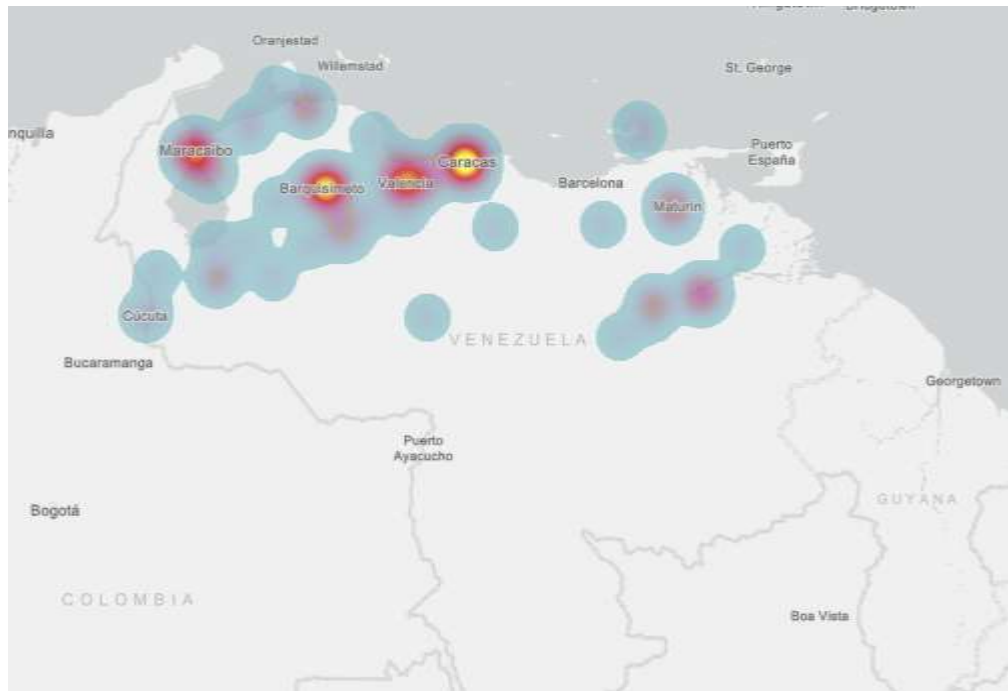 Oranjestad
Willemstad
St. George
nquilla
Maracaibo
Caracas
Puerto
España
Barquisimeto
Valencia
Barcelona
Maturín
Cúcuta
VENEZUELA
Bucaramanga
Georgetown
Puerto
Ayacucho
GUYANA
Bogotá
COLOMBIA
Boa Vista